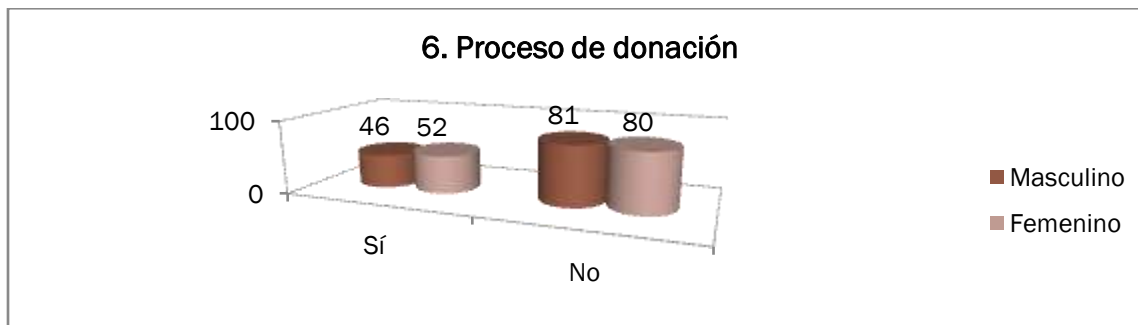 6. Proceso de donación
100
0
46
52
81
80
Sí
No
Masculino
Femenino